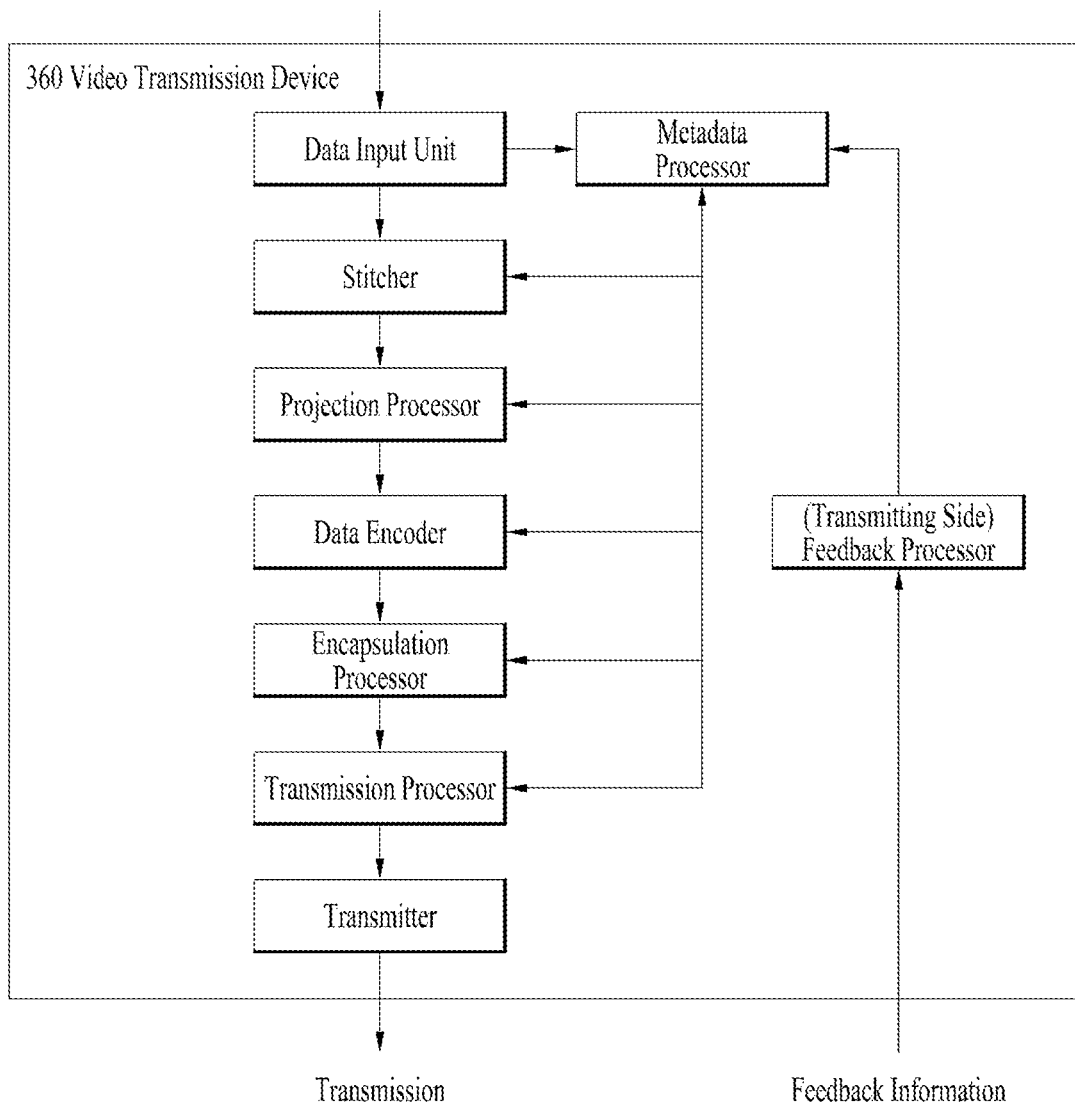 360 Video Transmission Device
Data Input Unit
Metadata
Processor
Stitcher
Projection Processor
Data Encoder
(Transmitting Side)
Feedback Processor
Encapsulation
Processor
Transmission Processor
Transmitter
Transmission
Feedback Information